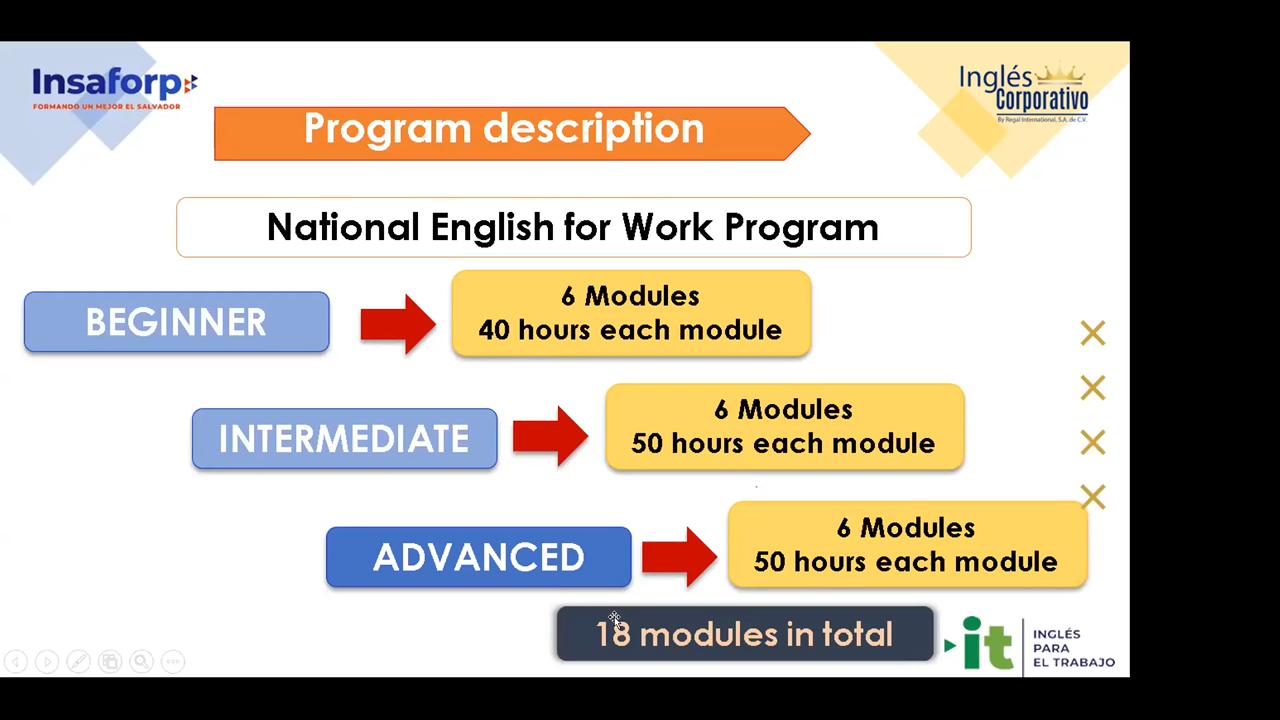 Insaforp
FORMANDO UN MEJOR EL SALVADOR
Inglés
Corporativo
By Regal International, S.A. de C.V.
Program description
National English for Work Program
BEGINNER
6 Modules
40 hours each module
INTERMEDIATE
6 Modules
50 hours each module
ADVANCED
6 Modules
50 hours each module
18 modules in total
it
INGLÉS
PARA
EL TRABAJO